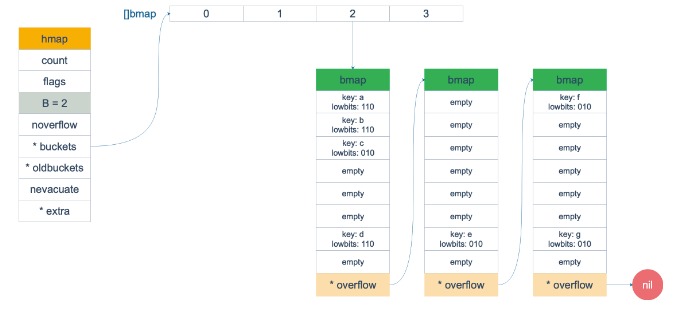 []bmap
0 1 2 3
hmap
count
flags
B = 2
noverflow
* buckets
* oldbuckets
nevacuate
* extra
bmap
key: a
lowbits: 110
key: b
lowbits: 110
key: c
lowbits: 010
empty
empty
empty
key: d
lowbits: 110
empty
* overflow
bmap
empty
empty
empty
empty
empty
empty
key: e
lowbits: 010
empty
* overflow
bmap
key: f
lowbits: 010
empty
empty
empty
empty
empty
key: g
lowbits: 010
empty
* overflow
nil